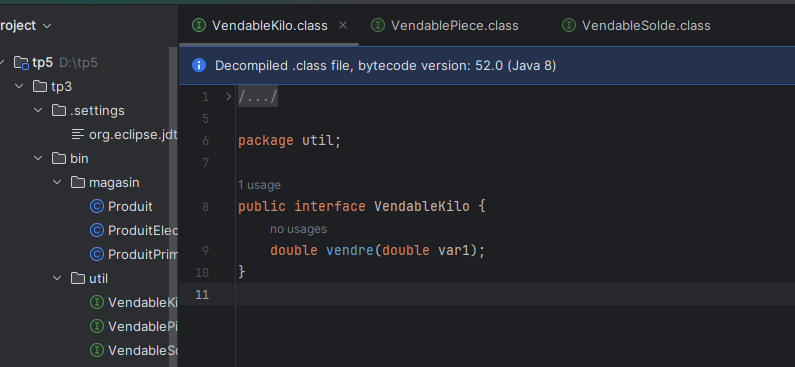 roject
VendableKilo.class
VendablePiece.class
VendableSolde.class
tp5 D:\tp5
tp3
.settings
org.eclipse.jdt
bin
magasin
Produit
ProduitElec
ProduitPrim
util
VendableKi
VendablePi
VendableSo
Decompiled .class file, bytecode version: 52.0 (Java 8)
1 /.../
5
6 package util;
7
1 usage
8 public interface VendableKilo {
no usages
9 double vendre(double var1);
10 }
11